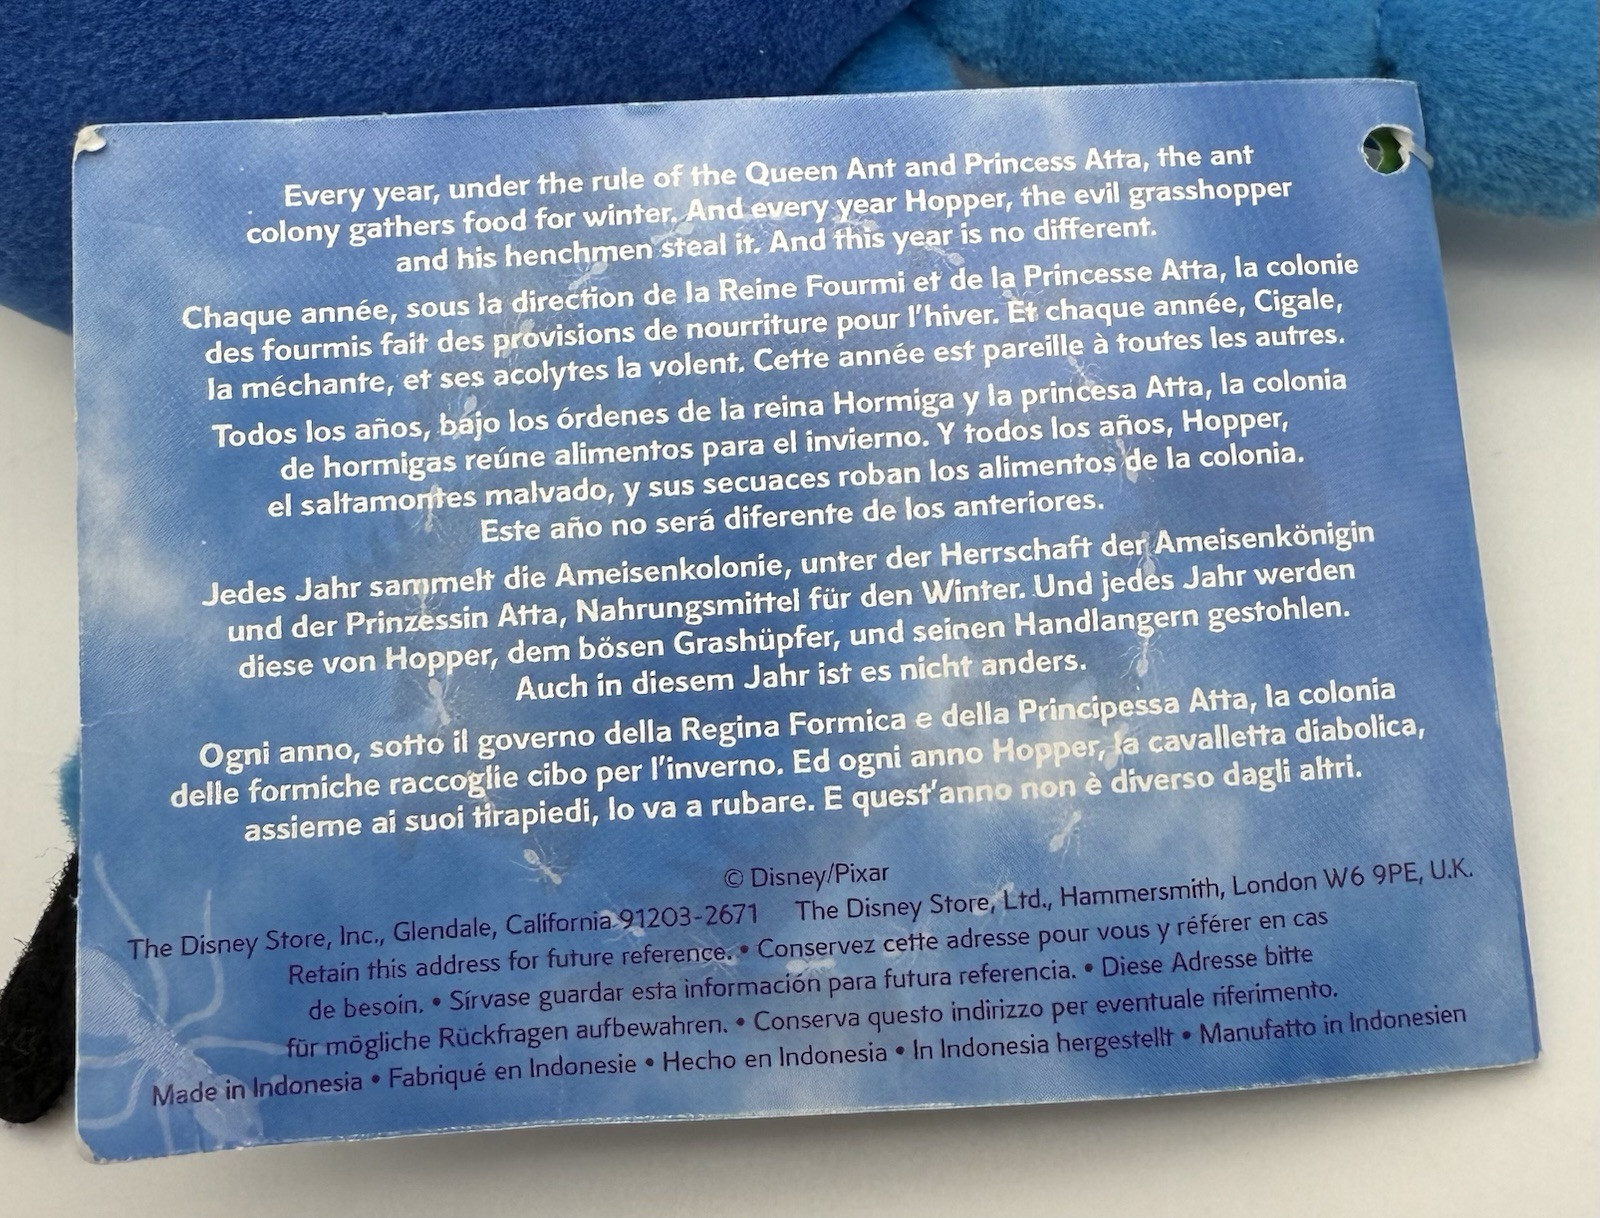 Every year, under the rule of the Queen Ant and Princess Atta, the ant
colony gathers food for winter. And every year Hopper, the evil grasshopper
and his henchmen steal it. And this year is no different.
Chaque année, sous la direction de la Reine Fourmi et de la Princesse Atta, la colonie
des fourmis fait des provisions de nourriture pour l'hiver. Et chaque année, Cigale,
la méchante, et ses acolytes la volent. Cette année est pareille à toutes les autres.
Todos los años, bajo los órdenes de la reina Hormiga y la princesa Atta, la colonia
de hormigas reúne alimentos para el invierno. Y todos los años, Hopper,
el saltamontes malvado, y sus secuaces roban los alimentos de la colonia.
Este año no será diferente de los anteriores.
Jedes Jahr sammelt die Ameisenkolonie, unter der Herrschaft der Ameisenkönigin
und der Prinzessin Atta, Nahrungsmittel für den Winter. Und jedes Jahr werden
diese von Hopper, dem bösen Grashüpfer, und seinen Handlangern gestohlen.
Auch in diesem Jahr ist es nicht anders.
Ogni anno, sotto il governo della Regina Formica e della Principessa Atta, la colonia
delle formiche raccoglie cibo per l'inverno. Ed ogni anno Hopper, la cavalletta diabolica,
assieme ai suoi tirapiedi, lo va a rubare. E quest'anno non è diverso dagli altri.
© Disney/Pixar
The Disney Store, Inc., Glendale, California 91203-2671 The Disney Store, Ltd., Hammersmith, London W6 9PE, U.K.
Retain this address for future reference. • Conservez cette adresse pour vous y référer en cas
de besoin. • Sírvase guardar esta información para futura referencia. • Diese Adresse bitte
für mögliche Rückfragen aufbewahren. • Conserva questo indirizzo per eventuale riferimento.
Made in Indonesia • Fabriqué en Indonesie • Hecho en Indonesia • In Indonesia hergestellt • Manufatto in Indonesien